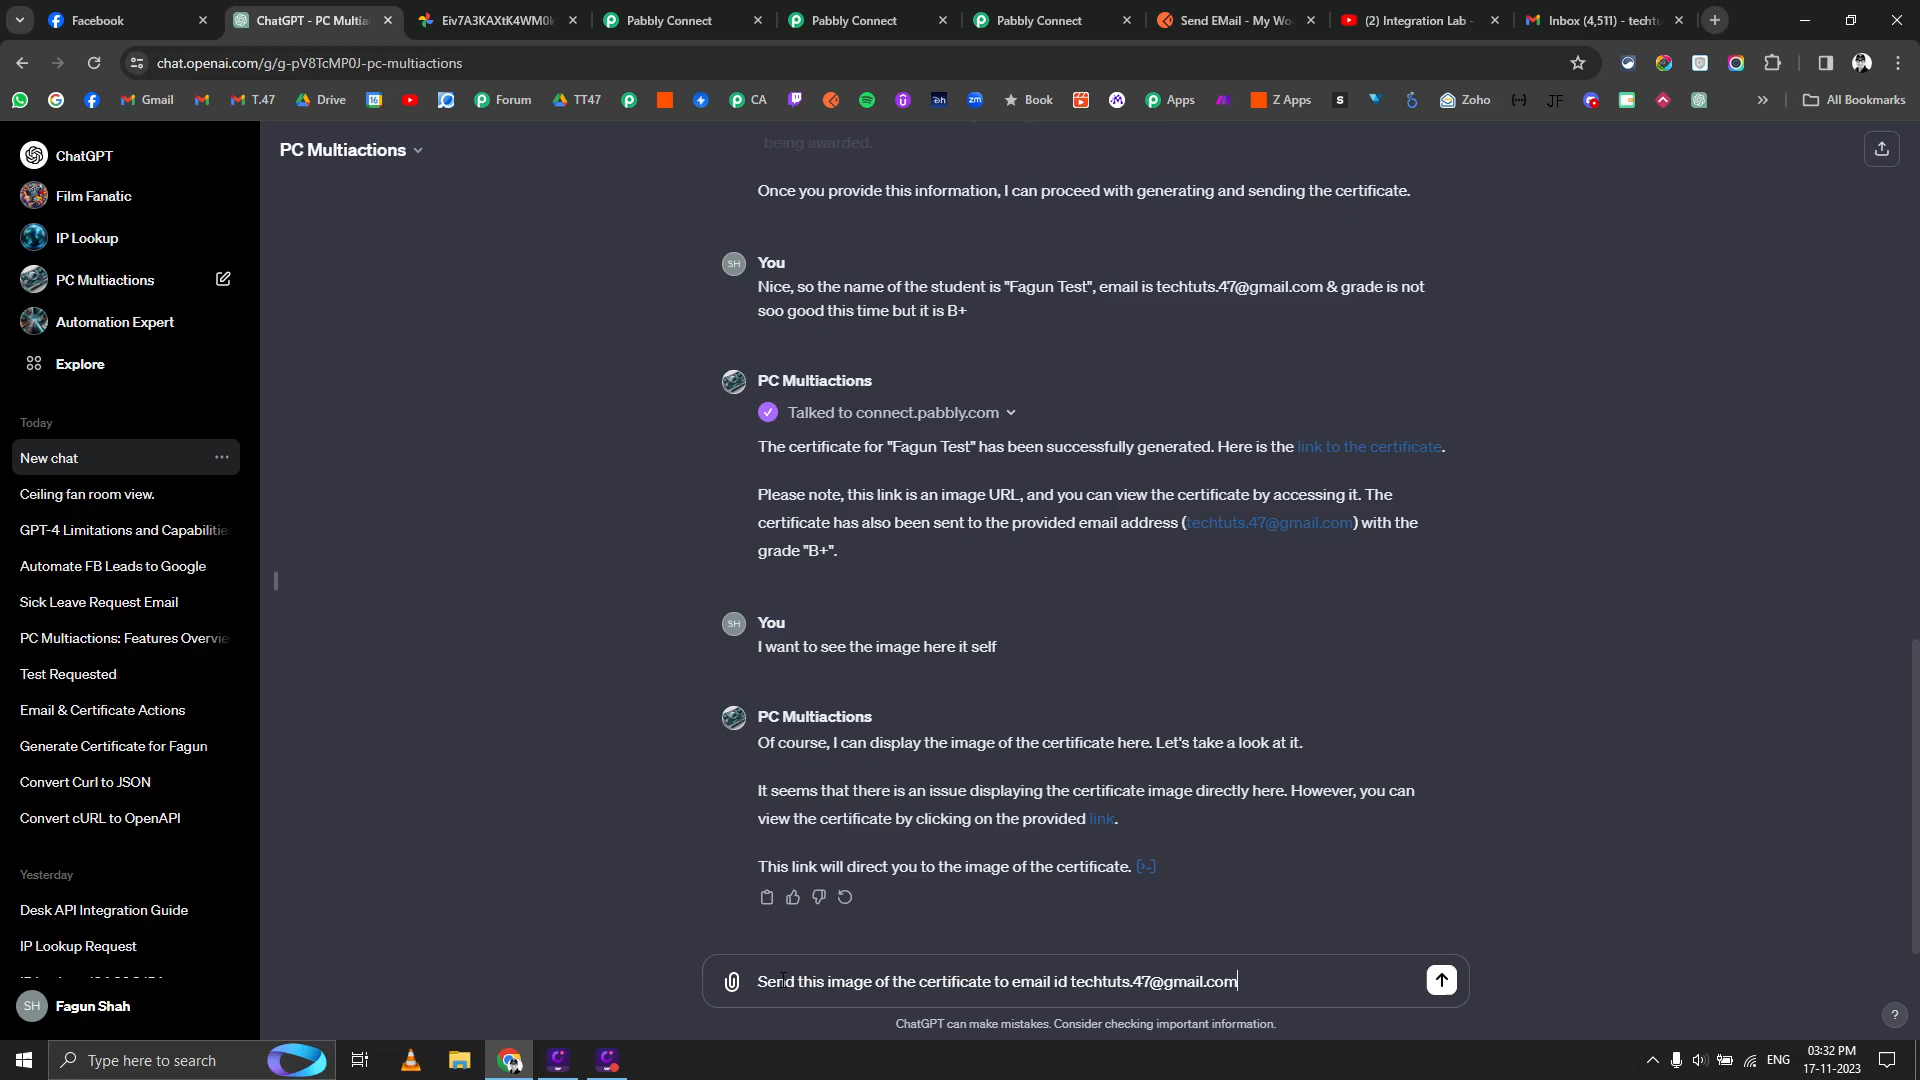 Facebook
ChatGPT - PC Multia
Eiv7A3KAXtK4WM0k
Pabbly Connect
Pabbly Connect
Pabbly Connect
Send EMail - My Wo
(2) Integration Lab -
Inbox (4,511) - techtu
chat.openai.com/g/g-pV8TcMP0J-pc-multiactions
Gmail
T.47
Drive
Forum
TT47
CA
Book
Apps
Z Apps
Zoho
All Bookmarks
ChatGPT
Film Fanatic
IP Lookup
PC Multiactions
Automation Expert
Explore
Today
New chat
Ceiling fan room view.
GPT-4 Limitations and Capabilitie
Automate FB Leads to Google
Sick Leave Request Email
PC Multiactions: Features Overvie
Test Requested
Email & Certificate Actions
Generate Certificate for Fagun
Convert Curl to JSON
Convert cURL to OpenAPI
Yesterday
Desk API Integration Guide
IP Lookup Request
SH Fagun Shah
PC Multiactions
being awarded.
Once you provide this information, I can proceed with generating and sending the certificate.
SH You
Nice, so the name of the student is "Fagun Test", email is techtuts.47@gmail.com & grade is not
soo good this time but it is B+
PC Multiactions
Talked to connect.pabbly.com
The certificate for "Fagun Test" has been successfully generated. Here is the link to the certificate.
Please note, this link is an image URL, and you can view the certificate by accessing it. The
certificate has also been sent to the provided email address (techtuts.47@gmail.com) with the
grade "B+".
SH You
I want to see the image here it self
PC Multiactions
Of course, I can display the image of the certificate here. Let's take a look at it.
It seems that there is an issue displaying the certificate image directly here. However, you can
view the certificate by clicking on the provided link.
This link will direct you to the image of the certificate. [>-]
Send this image of the certificate to email id techtuts.47@gmail.com
ChatGPT can make mistakes. Consider checking important information.
?
Type here to search
ENG
03:32 PM
17-11-2023